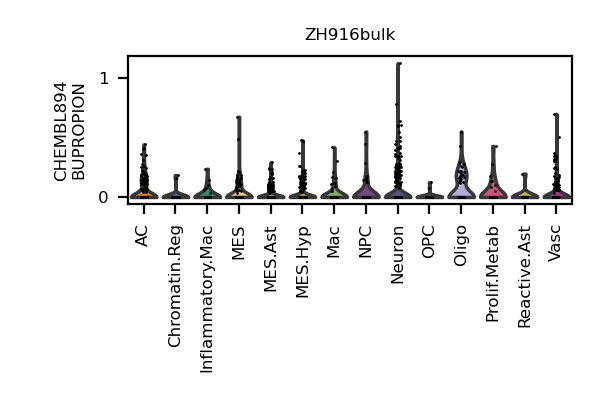 ZH916bulk
CHEMBL894
BUPROPION
1
0
AC
Chromatin.Reg
Inflammatory.Mac
MES
MES.Ast
MES.Hyp
Mac
NPC
Neuron
OPC
Oligo
Prolif.Metab
Reactive.Ast
Vasc